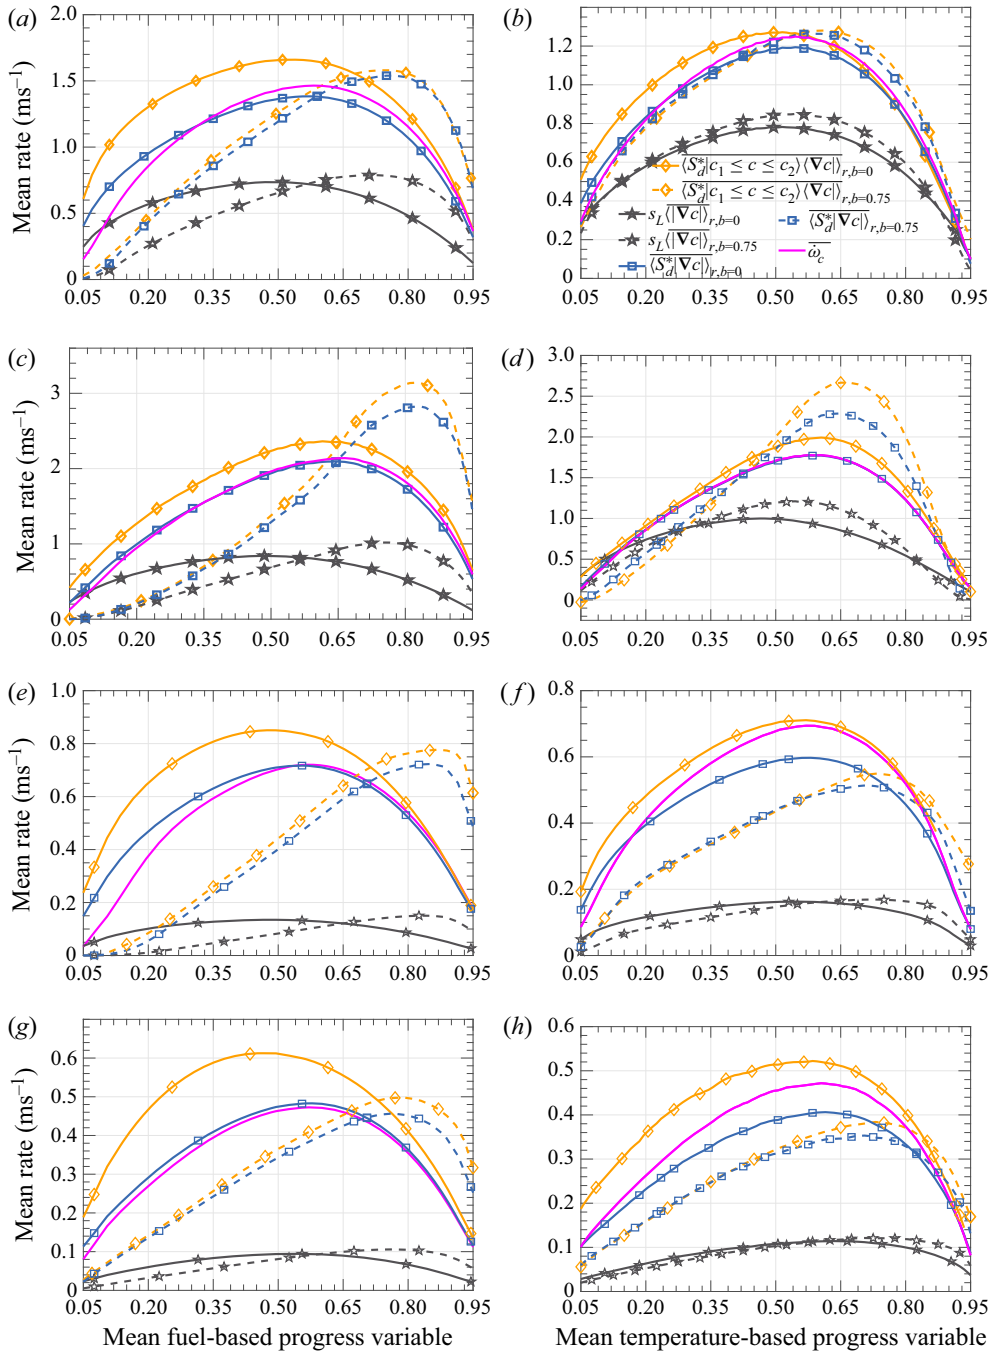 (a)
2.0
1.5
1.0
0.5
0
0.05 0.20 0.35 0.50 0.65 0.80 0.95
Mean rate (ms⁻¹)
(b)
1.2
1.0
0.8
0.6
0.4
0.2
0
0.05 0.20 0.35 0.50 0.65 0.80 0.95
⟨S_d^*|c₁ ≤ c ≤ c₂⟩⟨∇c|⟩_{r,b=0}
⟨S_d^*|c₁ ≤ c ≤ c₂⟩⟨∇c|⟩_{r,b=0.75}
s_L⟨|∇c|⟩_{r,b=0}
s_L⟨|∇c|⟩_{r,b=0.75}
⟨S_d^*|∇c|⟩_{|r,b=0}
⟨S_d^*|∇c|⟩_{r,b=0.75}
ω̇_c
(c)
3
2
1
0
0.05 0.20 0.35 0.50 0.65 0.80 0.95
Mean rate (ms⁻¹)
(d)
3.0
2.5
2.0
1.5
1.0
0.5
0
0.05 0.20 0.35 0.50 0.65 0.80 0.95
(e)
1.0
0.8
0.6
0.4
0.2
0
0.05 0.20 0.35 0.50 0.65 0.80 0.95
Mean rate (ms⁻¹)
(f)
0.8
0.6
0.4
0.2
0
0.05 0.20 0.35 0.50 0.65 0.80 0.95
(g)
0.6
0.5
0.4
0.3
0.2
0.1
0
0.05 0.20 0.35 0.50 0.65 0.80 0.95
Mean rate (ms⁻¹)
Mean fuel-based progress variable
(h)
0.6
0.5
0.4
0.3
0.2
0.1
0
0.05 0.20 0.35 0.50 0.65 0.80 0.95
Mean temperature-based progress variable